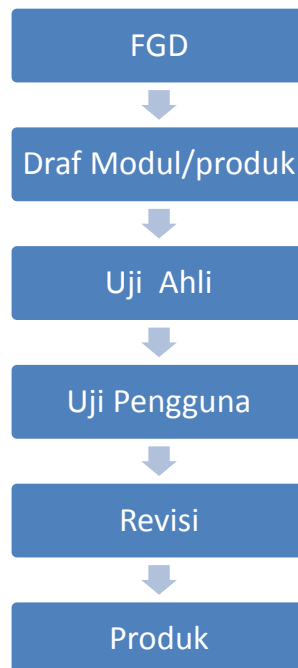 FGD
Draf Modul/produk
Uji Ahli
Uji Pengguna
Revisi
Produk